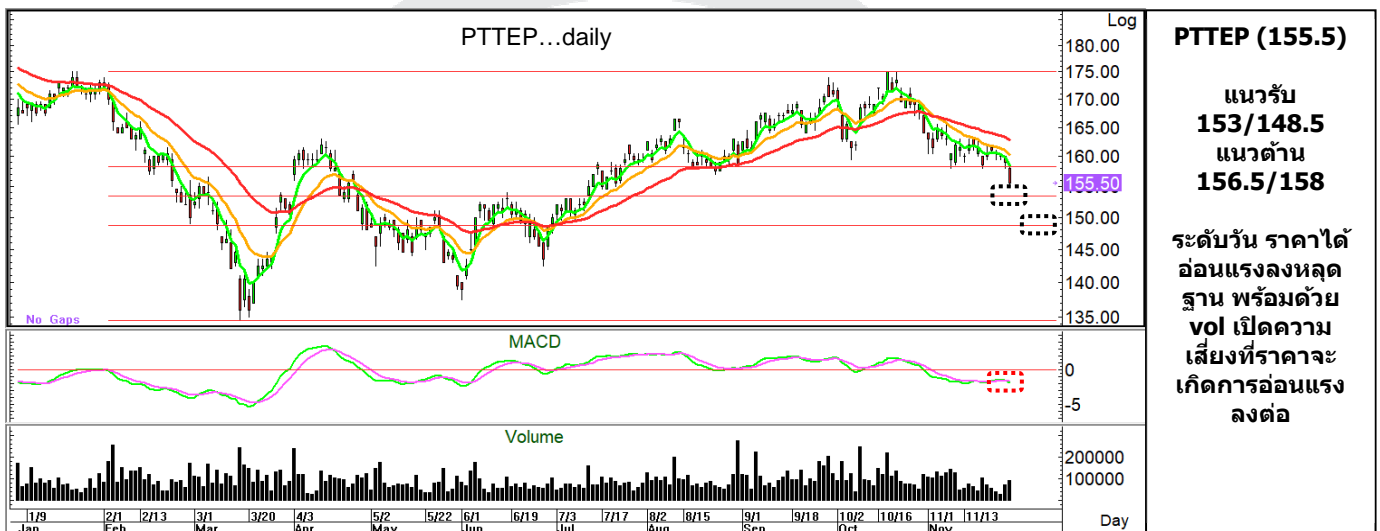 PTTEP...daily
Log
180.00
175.00
170.00
165.00
160.00
155.50
150.00
145.00
140.00
135.00
No Gaps
MACD
0
-5
Volume
200000
100000
1/9 2/1 2/13 3/1 3/20 4/3 5/2 5/22 6/1 6/19 7/3 7/17 8/2 8/15 9/1 9/18 10/2 10/16 11/1 11/13
Jan Feb Mar Apr May Jun Jul Aug Sep Oct Nov
Day
PTTEP (155.5)
แนวรับ
153/148.5
แนวต้าน
156.5/158
ระดับวัน ราคาได้
อ่อนแรงลงหลุด
ฐาน พร้อมด้วย
vol เปิดความ
เสี่ยงที่ราคาจะ
เกิดการอ่อนแรง
ลงต่อ